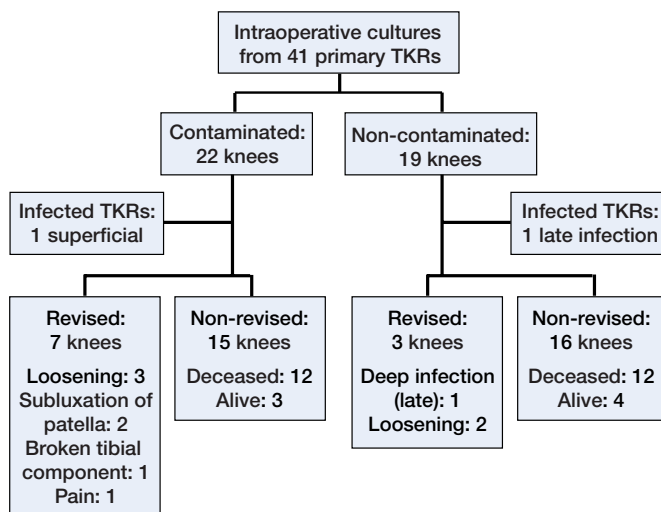 Intraoperative cultures
from 41 primary TKRs
Contaminated:
22 knees
Non-contaminated:
19 knees
Infected TKRs:
1 superficial
Infected TKRs:
1 late infection
Revised:
7 knees
Loosening: 3
Subluxation of
patella: 2
Broken tibial
component: 1
Pain: 1
Non-revised:
15 knees
Deceased: 12
Alive: 3
Revised:
3 knees
Deep infection
(late): 1
Loosening: 2
Non-revised:
16 knees
Deceased: 12
Alive: 4